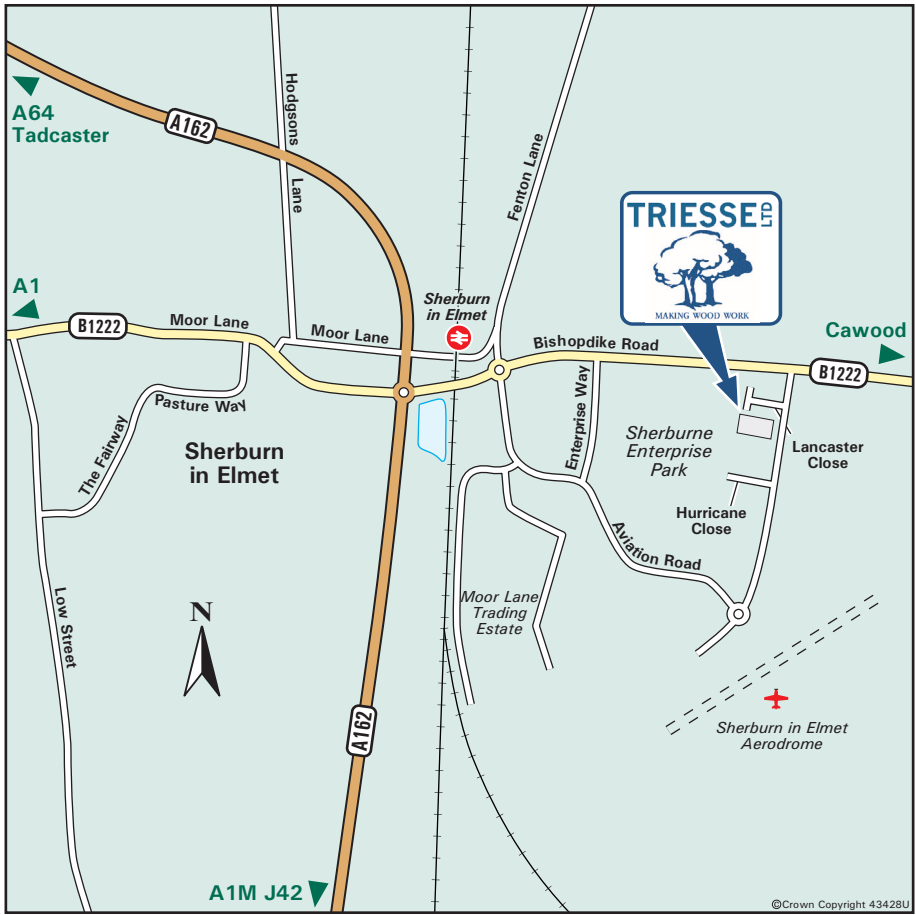 A64
Tadcaster
A162
Hodgsons
Lane
Fenton Lane
TRIESSE LTD
MAKING WOOD WORK
A1
B1222
Moor Lane
Moor Lane
Sherburn
in Elmet
Bishopdike Road
Cawood
B1222
Pasture Way
The Fairway
Sherburn
in Elmet
Enterprise Way
Sherburne
Enterprise
Park
Lancaster
Close
Hurricane
Close
Aviation Road
Low Street
N
Moor Lane
Trading
Estate
A162
Sherburn in Elmet
Aerodrome
A1M J42
©Crown Copyright 43428U